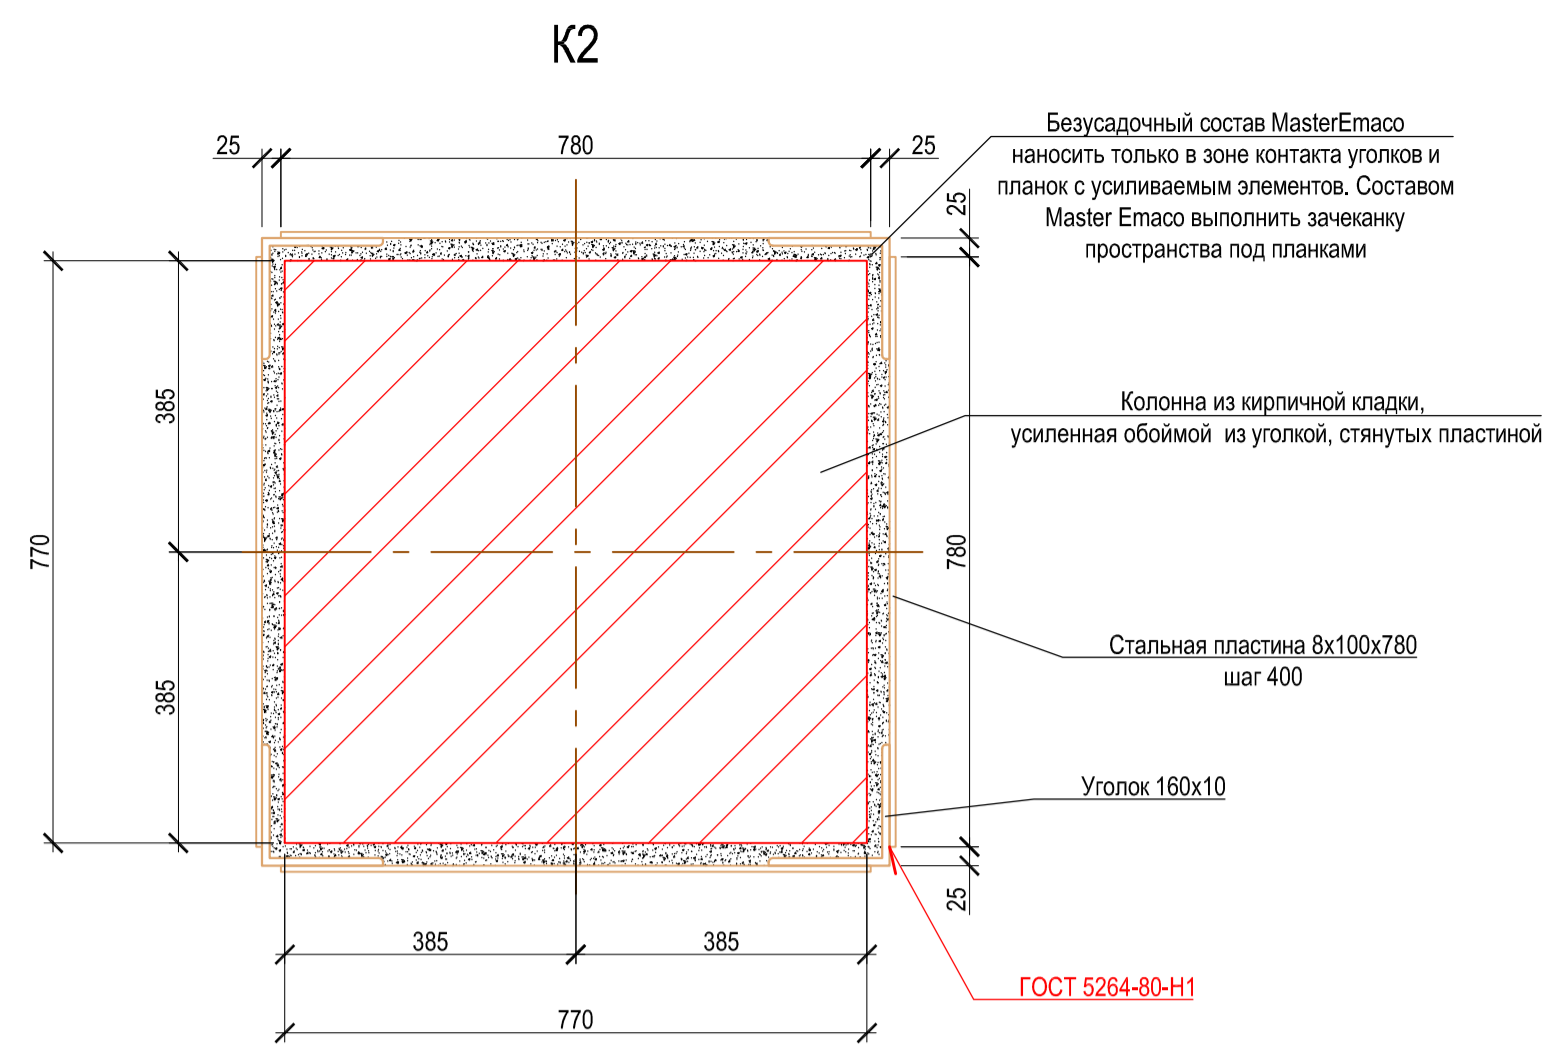 К2
25
780
25
Безусадочный состав MasterEmaco
наносить только в зоне контакта уголков и
планок с усиливаемым элементов. Составом
Master Emaco выполнить зачеканку
пространства под планками
25
385
Колонна из кирпичной кладки,
усиленная обоймой из уголкой, стянутых пластиной
770
780
Стальная пластина 8х100х780
шаг 400
385
Уголок 160х10
25
385
385
ГОСТ 5264-80-Н1
770